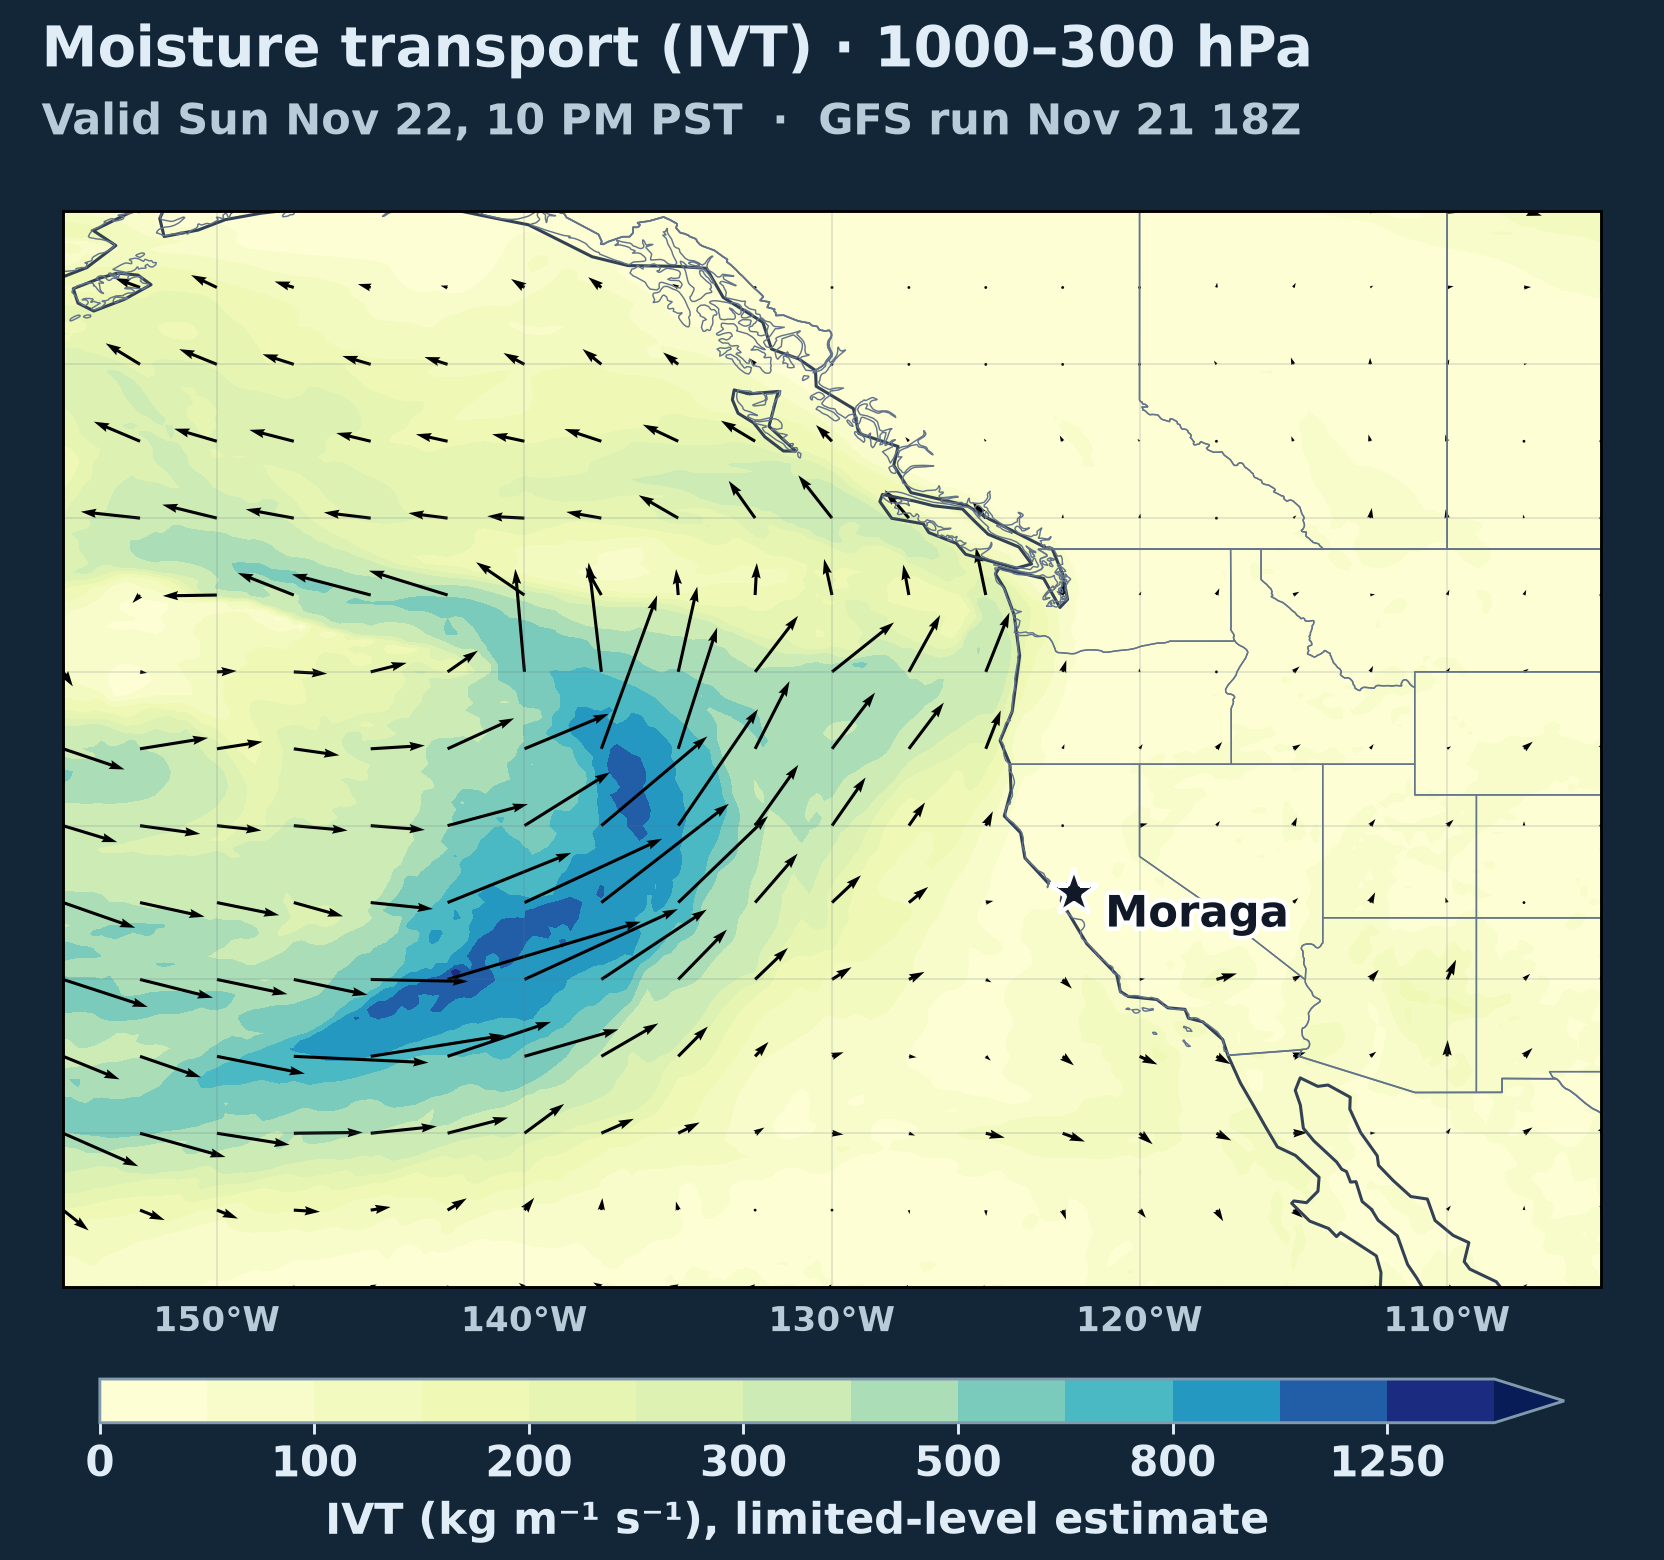 Moisture transport (IVT) · 1000–300 hPa
Valid Sun Nov 22, 10 PM PST · GFS run Nov 21 18Z
Moraga
150°W 140°W 130°W 120°W 110°W
0 100 200 300 500 800 1250
IVT (kg m⁻¹ s⁻¹), limited-level estimate